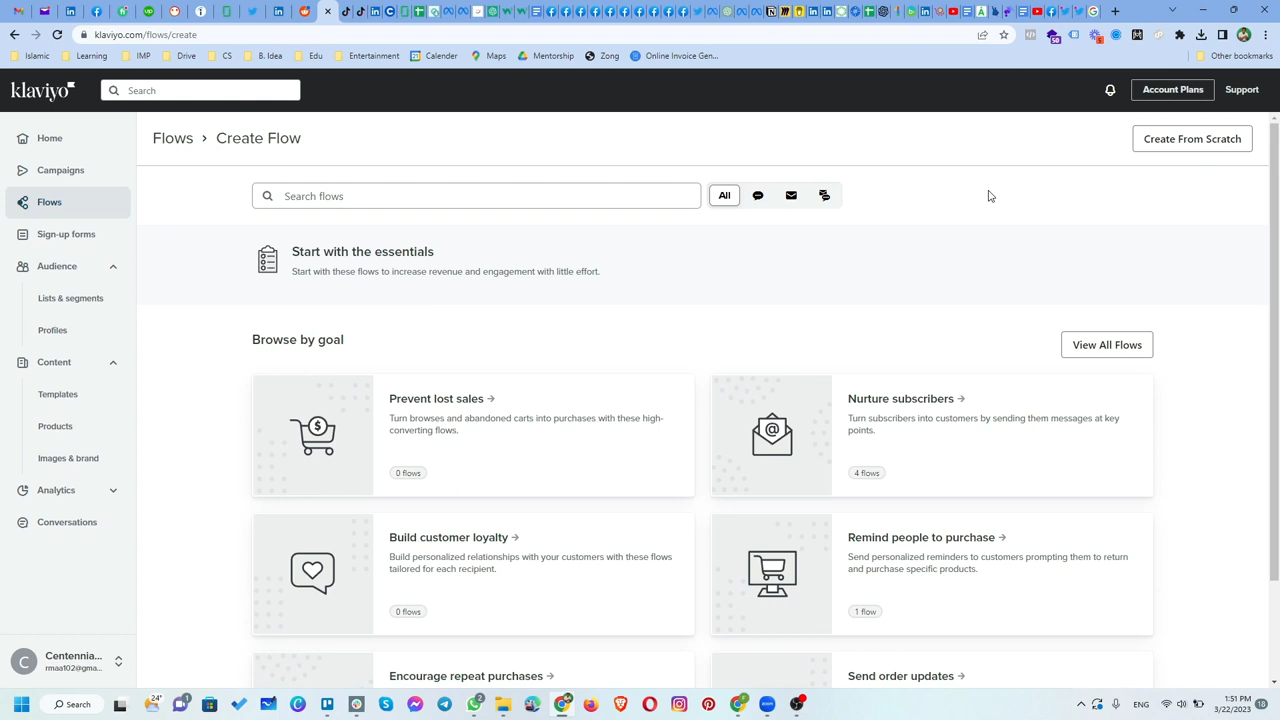 klaviyo.com/flows/create
Islamic
Learning
IMP
Drive
CS
B. Idea
Edu
Entertainment
Calender
Maps
Mentorship
Zong
Online Invoice Gen...
Other bookmarks
klaviyo
Search
Account Plans
Support
Home
Campaigns
Flows
Sign-up forms
Audience
Lists & segments
Profiles
Content
Templates
Products
Images & brand
Analytics
Conversations
Centennia...
rmaa102@gma...
C
Flows > Create Flow
Create From Scratch
Search flows
All
Start with the essentials
Start with these flows to increase revenue and engagement with little effort.
Browse by goal
View All Flows
Prevent lost sales →
Turn browses and abandoned carts into purchases with these high-
converting flows.
0 flows
Nurture subscribers →
Turn subscribers into customers by sending them messages at key
points.
4 flows
Build customer loyalty →
Build personalized relationships with your customers with these flows
tailored for each recipient.
0 flows
Remind people to purchase →
Send personalized reminders to customers prompting them to return
and purchase specific products.
1 flow
Encourage repeat purchases →
Send order updates →
Search
24°
ENG
1:51 PM
3/22/2023
18